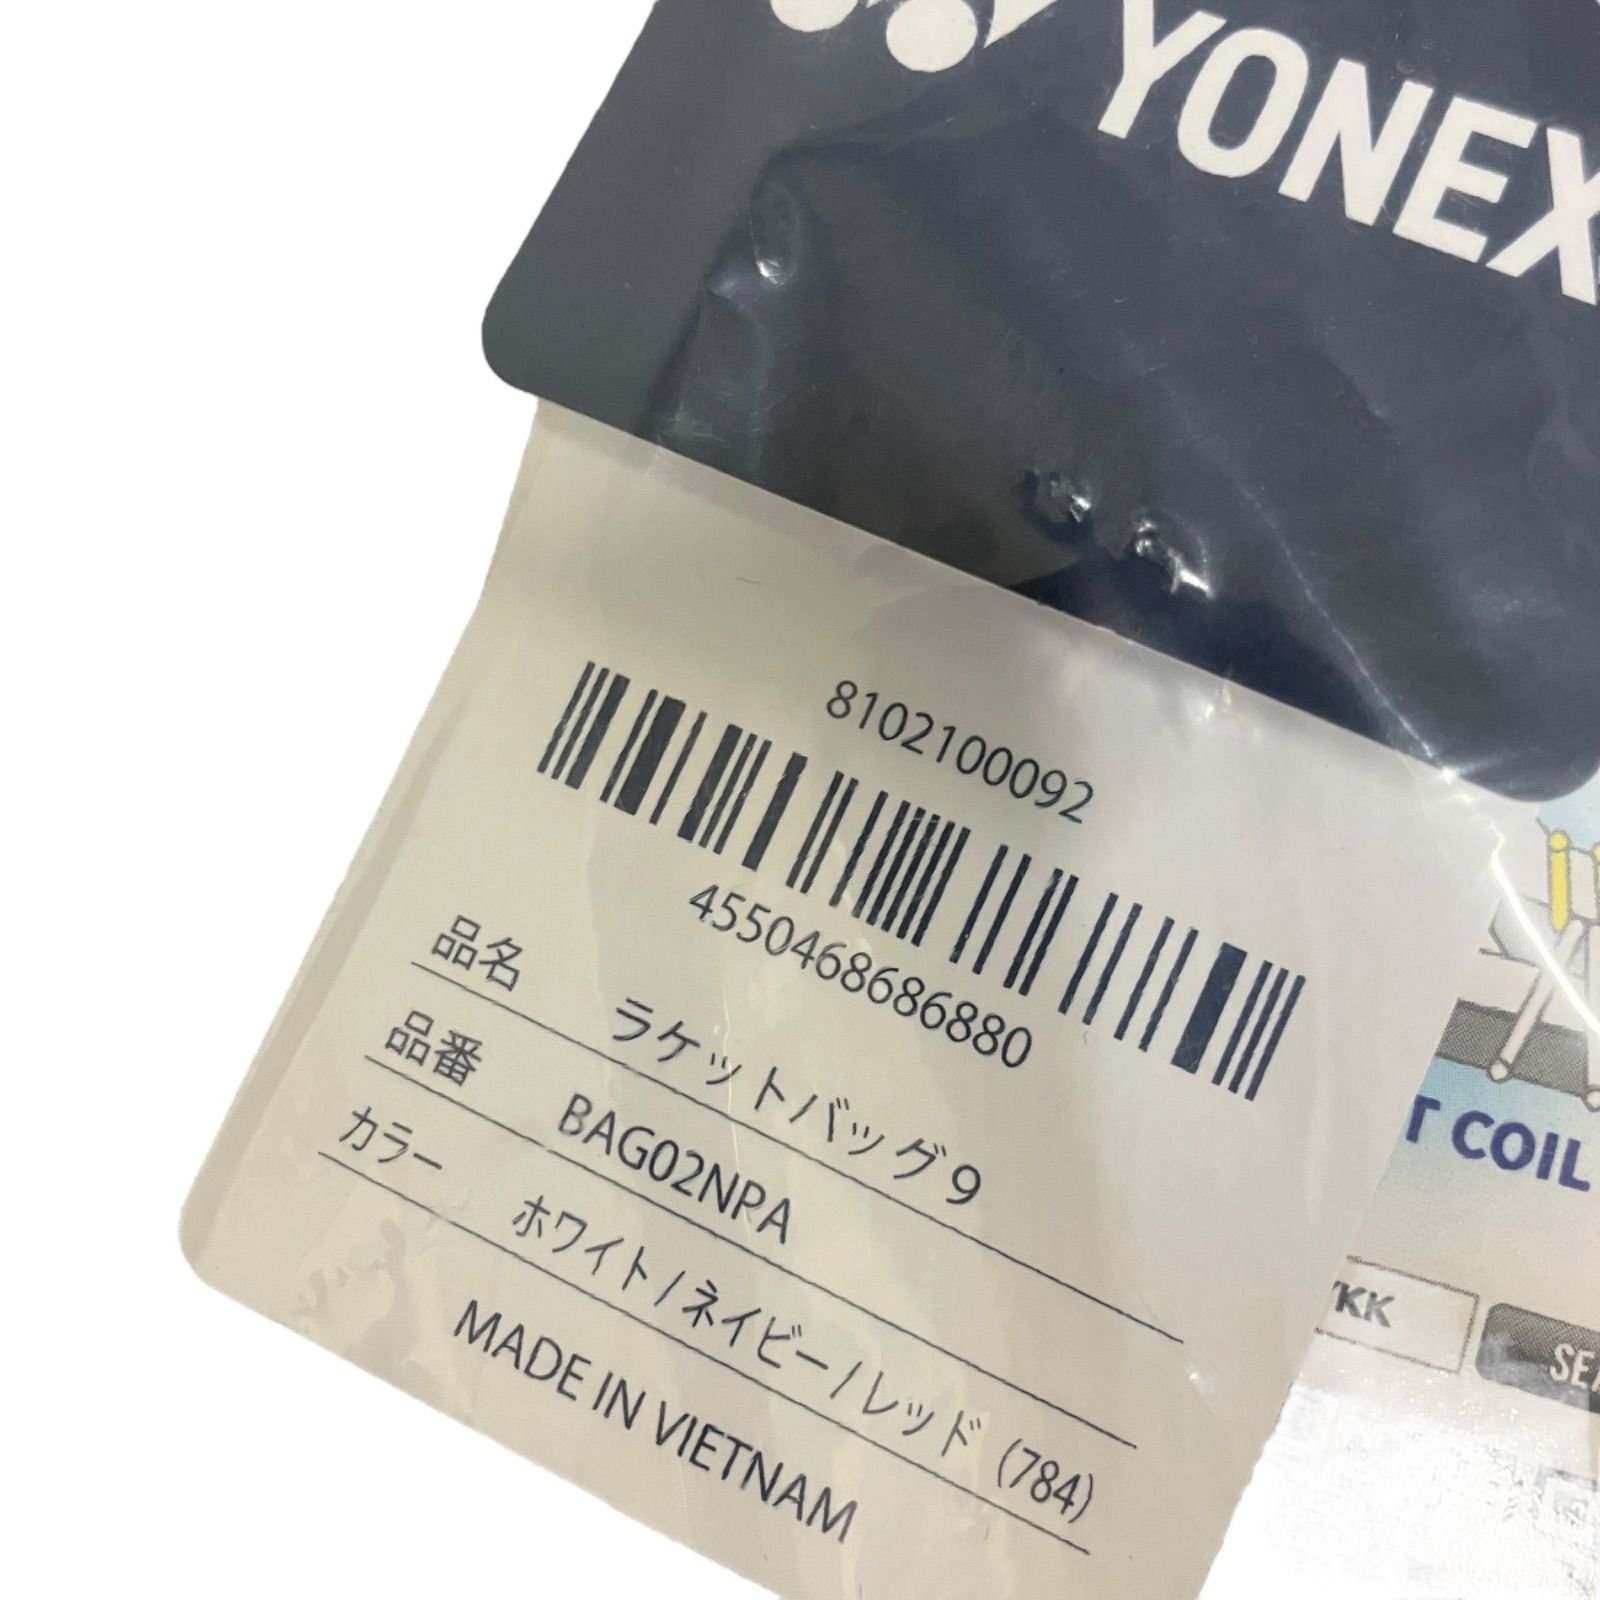 YONEX
8102100092
4550468686880
品名 ラケットバッグ9
品番 BAG02NPA
カラー ホワイト/ネイビー/レッド (784)
MADE IN VIETNAM
T COIL
YKK